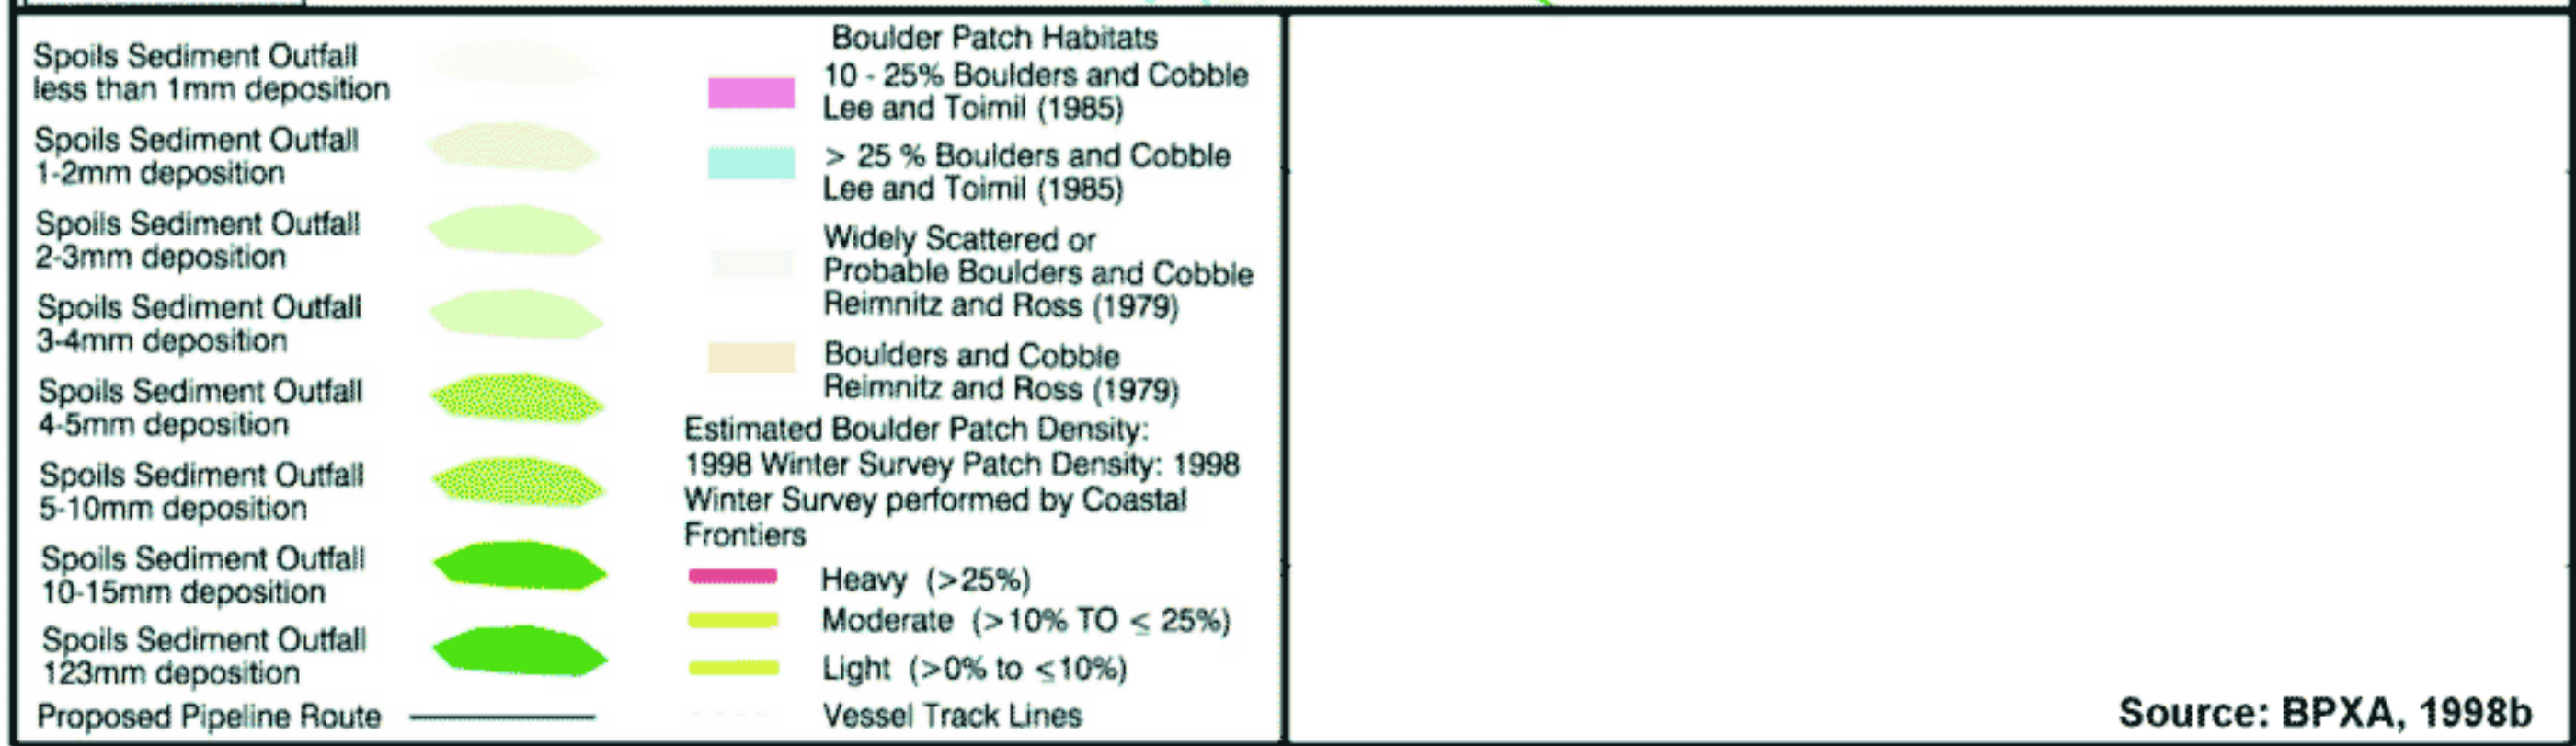 Spoils Sediment Outfall
less than 1mm deposition
Spoils Sediment Outfall
1-2mm deposition
Spoils Sediment Outfall
2-3mm deposition
Spoils Sediment Outfall
3-4mm deposition
Spoils Sediment Outfall
4-5mm deposition
Spoils Sediment Outfall
5-10mm deposition
Spoils Sediment Outfall
10-15mm deposition
Spoils Sediment Outfall
123mm deposition
Proposed Pipeline Route
Boulder Patch Habitats
10 - 25% Boulders and Cobble
Lee and Toimil (1985)
> 25 % Boulders and Cobble
Lee and Toimil (1985)
Widely Scattered or
Probable Boulders and Cobble
Reimnitz and Ross (1979)
Boulders and Cobble
Reimnitz and Ross (1979)
Estimated Boulder Patch Density:
1998 Winter Survey Patch Density: 1998
Winter Survey performed by Coastal
Frontiers
Heavy (>25%)
Moderate (>10% TO ≤ 25%)
Light (>0% to ≤10%)
Vessel Track Lines
Source: BPXA, 1998b